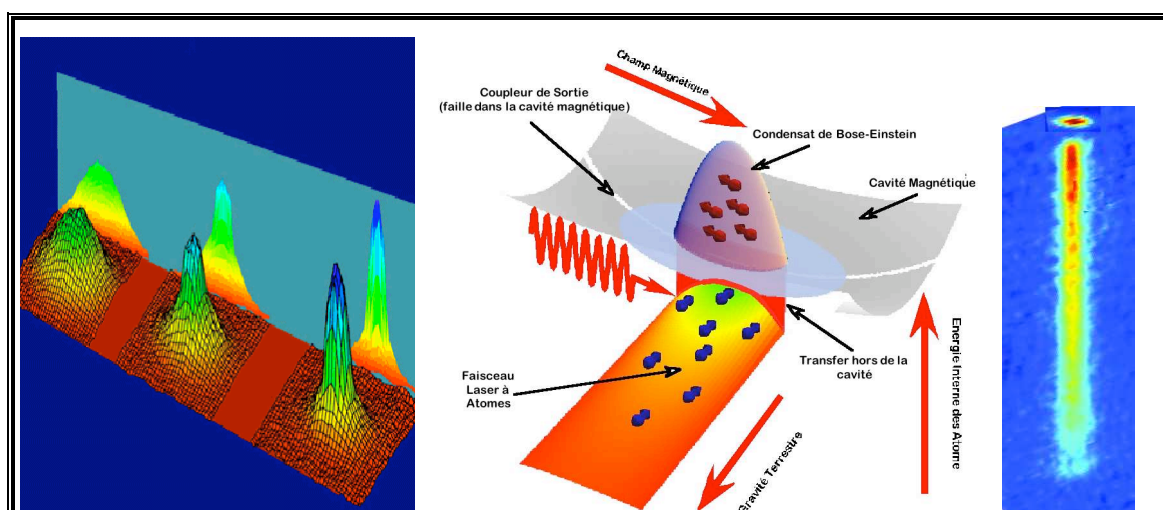 Champ Magnétique
Coupleur de Sortie
(faille dans la cavité magnétique)
Condensat de Bose-Einstein
Cavité Magnétique
Transfer hors de la
cavité
Faisceau
Laser à
Atomes
Gravité Terrestre
Energie Interne des Atome